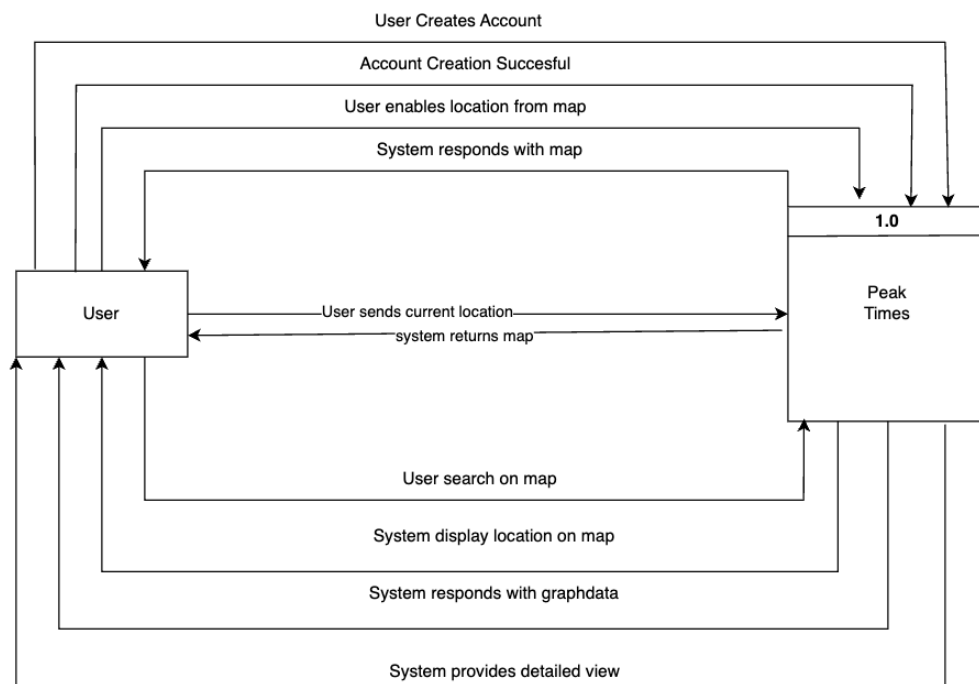 User Creates Account
Account Creation Succesful
User enables location from map
System responds with map
1.0
User
Peak
Times
User sends current location
system returns map
User search on map
System display location on map
System responds with graphdata
System provides detailed view